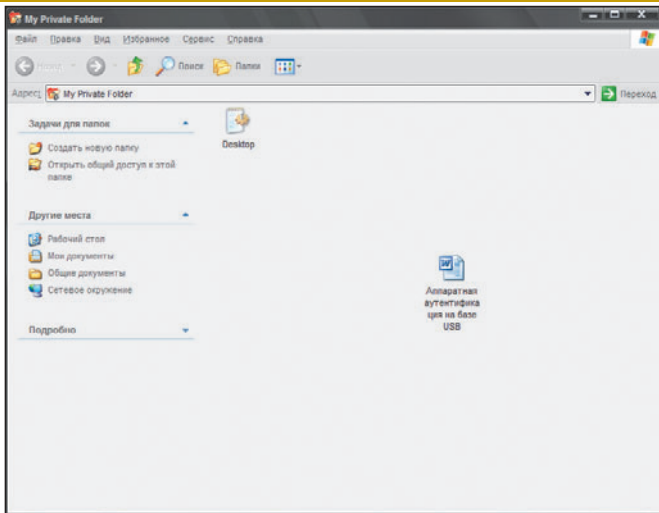 My Private Folder
Файл Правка Вид Избранное Сервис Справка
Назад Поиск Папки
Адрес: My Private Folder Переход
Задачи для папок
Создать новую папку
Открыть общий доступ к этой
папке
Другие места
Рабочий стол
Мои документы
Общие документы
Сетевое окружение
Подробно
Desktop
Аппаратная
аутентифика
ция на базе
USB